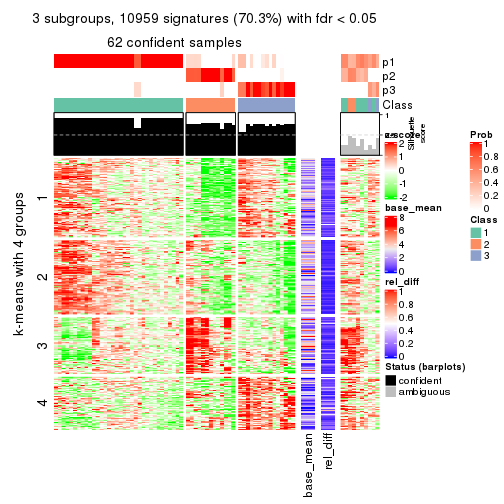 3 subgroups, 10959 signatures (70.3%) with fdr < 0.05
62 confident samples
p1
p2
p3
Class
1
Silhouette
score
z-score
2
1
0
-1
-2
base_mean
8
6
4
2
0
rel_diff
1
0.8
0.6
0.4
0.2
0
Status (barplots)
confident
ambiguous
Prob
1
0.8
0.6
0.4
0.2
0
Class
1
2
3
k-means with 4 groups
1
2
3
4
base_mean
rel_diff